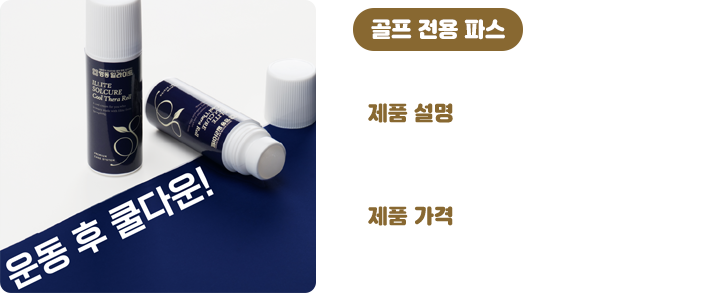 골프 전용 파스
제품 설명
제품 가격
운동 후 쿨다운!
ELITE
SOLCURE
Cool Thera Roll